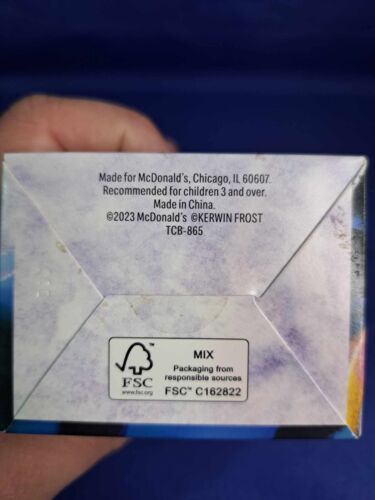 Made for McDonald's, Chicago, IL 60607.
Recommended for children 3 and over.
Made in China.
©2023 McDonald's ©KERWIN FROST
TCB-865
FSC
www.fsc.org
MIX
Packaging from
responsible sources
FSC™ C162822